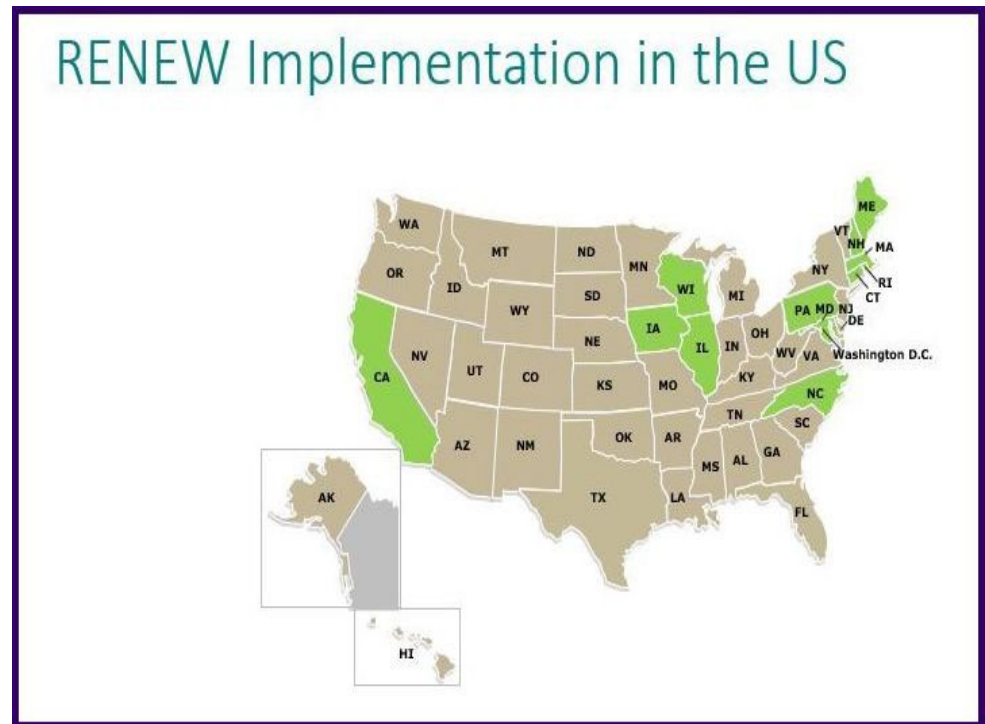 RENEW Implementation in the US
ME
WA
VT
NH
MA
MT
ND
MN
NY
RI
OR
ID
SD
WI
MI
CT
WY
PA
MD
NJ
DE
IA
OH
NE
IL
IN
WV
VA
Washington D.C.
NV
UT
CO
CA
KS
MO
KY
NC
TN
OK
AR
SC
AZ
NM
MS
AL
GA
AK
TX
LA
FL
HI